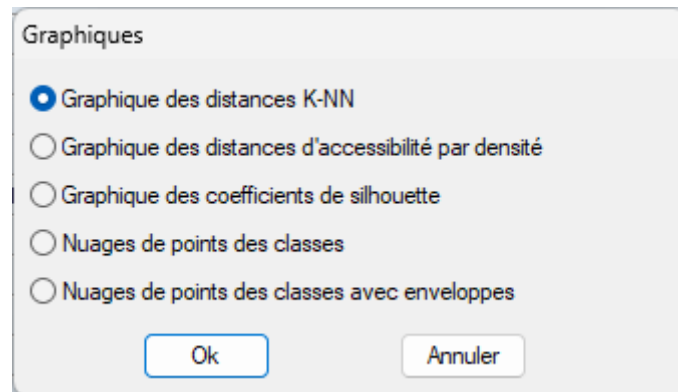 Graphiques
Graphique des distances K-NN
Graphique des distances d'accessibilité par densité
Graphique des coefficients de silhouette
Nuages de points des classes
Nuages de points des classes avec enveloppes
Ok Annuler